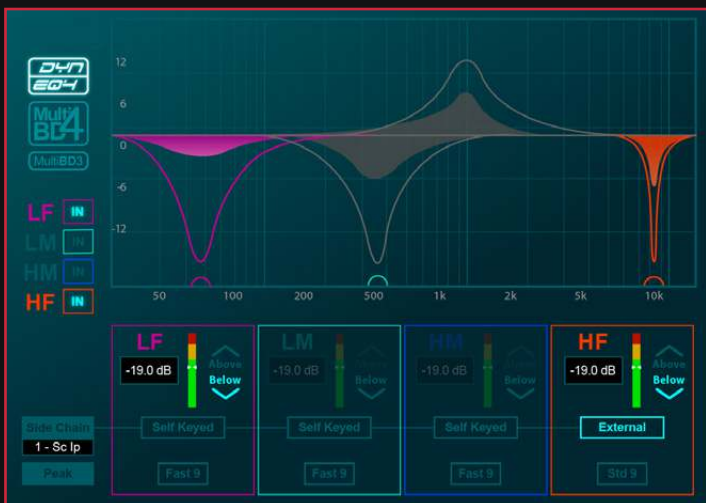 DYN
EQ4
Multi
BD4
MultiBD3
LF IN
LM IN
HM IN
HF IN
12
6
0
-6
-12
50 100 200 500 1k 2k 5k 10k
LF LM HM HF
-19.0 dB Above -19.0 dB Above -19.0 dB Above -19.0 dB Above
Below Below Below Below
Side Chain Self Keyed Self Keyed Self Keyed External
1 - Sc Ip
Peak Fast 9 Fast 9 Fast 9 Std 9